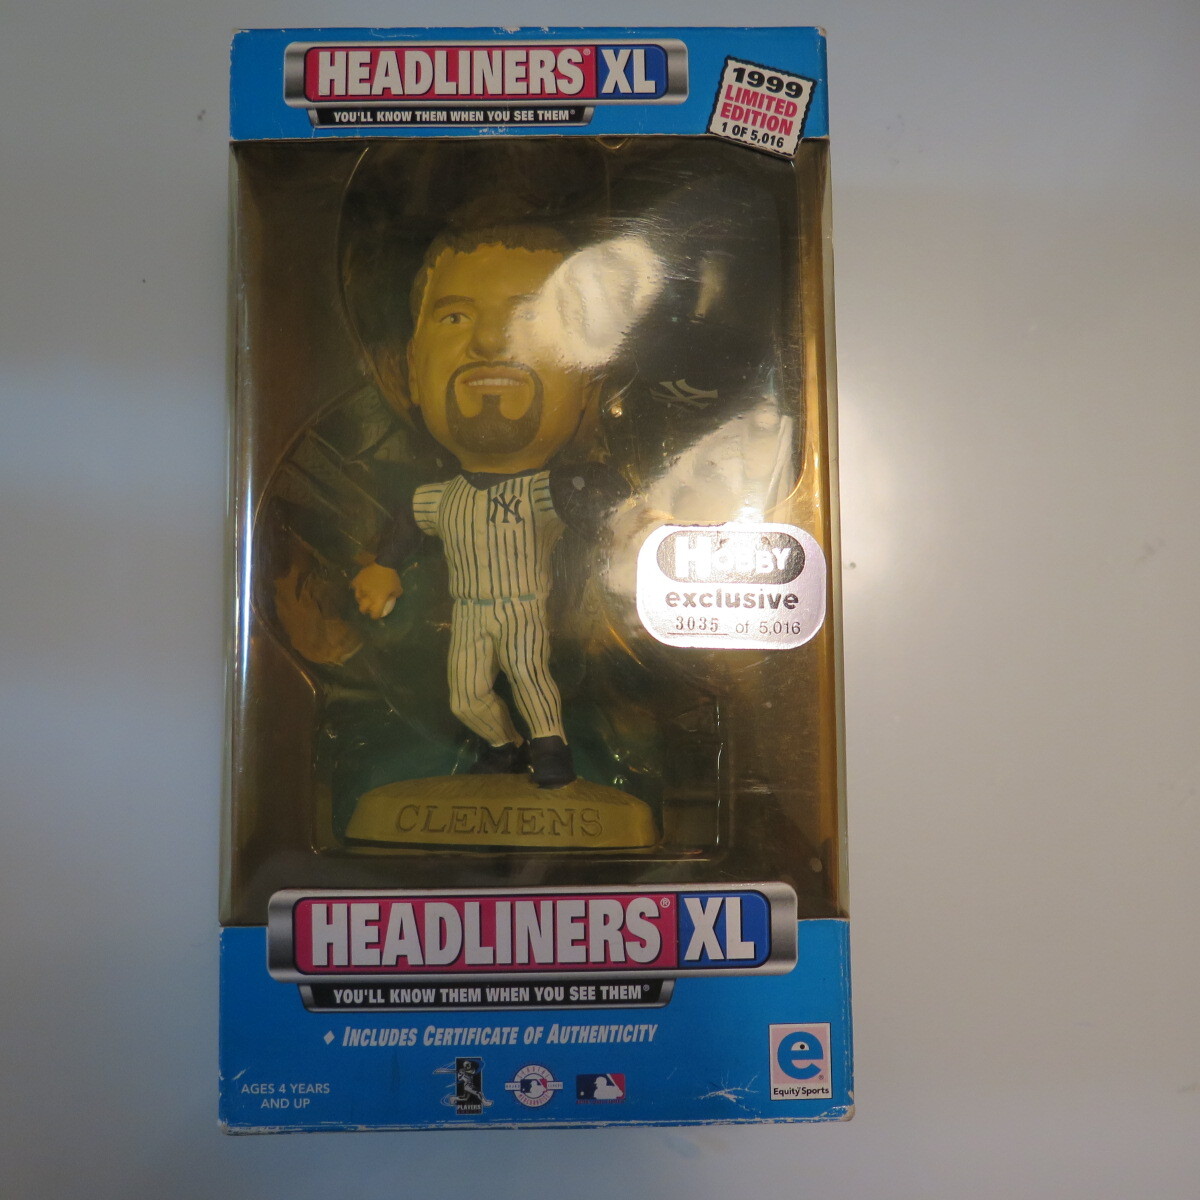 HEADLINERS® XL
YOU'LL KNOW THEM WHEN YOU SEE THEM®
1999
LIMITED
EDITION
1 OF 5,016
NY
NY
HOBBY
exclusive
3035 of 5,016
CLEMENS
HEADLINERS® XL
YOU'LL KNOW THEM WHEN YOU SEE THEM®
♦ INCLUDES CERTIFICATE OF AUTHENTICITY
AGES 4 YEARS
AND UP
PLAYERS
e®
Equity Sports